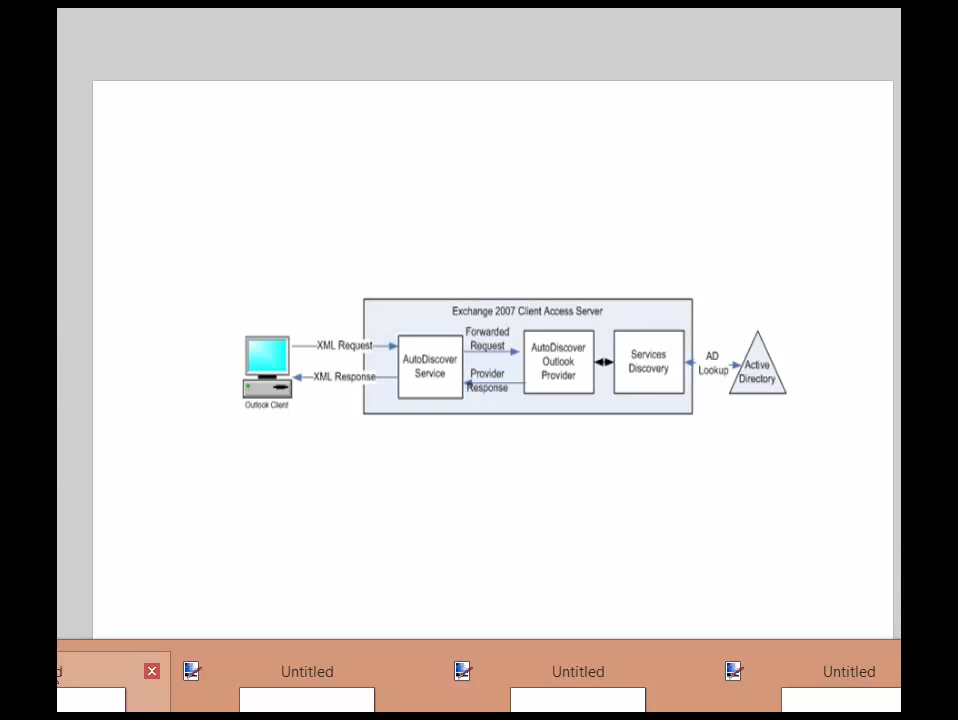 Exchange 2007 Client Access Server
XML Request
XML Response
Outlook Client
AutoDiscover
Service
Forwarded
Request
Provider
Response
AutoDiscover
Outlook
Provider
Services
Discovery
AD
Lookup
Active
Directory
Untitled
Untitled
Untitled